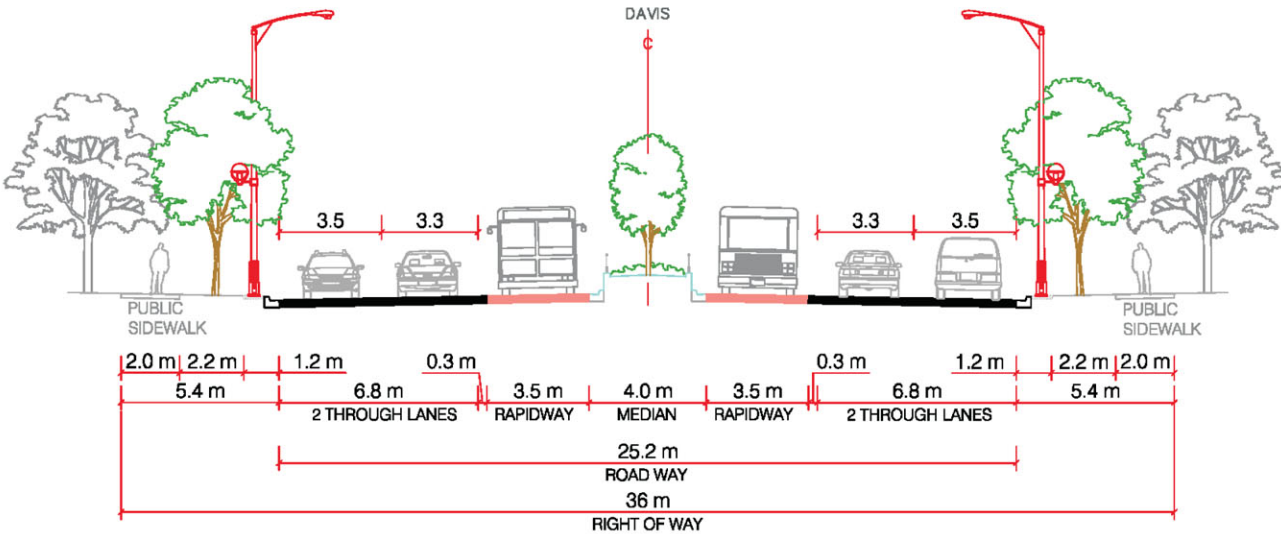 DAVIS
C
3.5 3.3 3.3 3.5
PUBLIC
SIDEWALK
PUBLIC
SIDEWALK
2.0 m 2.2 m 1.2 m 0.3 m 0.3 m 1.2 m 2.2 m 2.0 m
5.4 m 6.8 m 3.5 m 4.0 m 3.5 m 6.8 m 5.4 m
2 THROUGH LANES RAPIDWAY MEDIAN RAPIDWAY 2 THROUGH LANES
25.2 m
ROAD WAY
36 m
RIGHT OF WAY